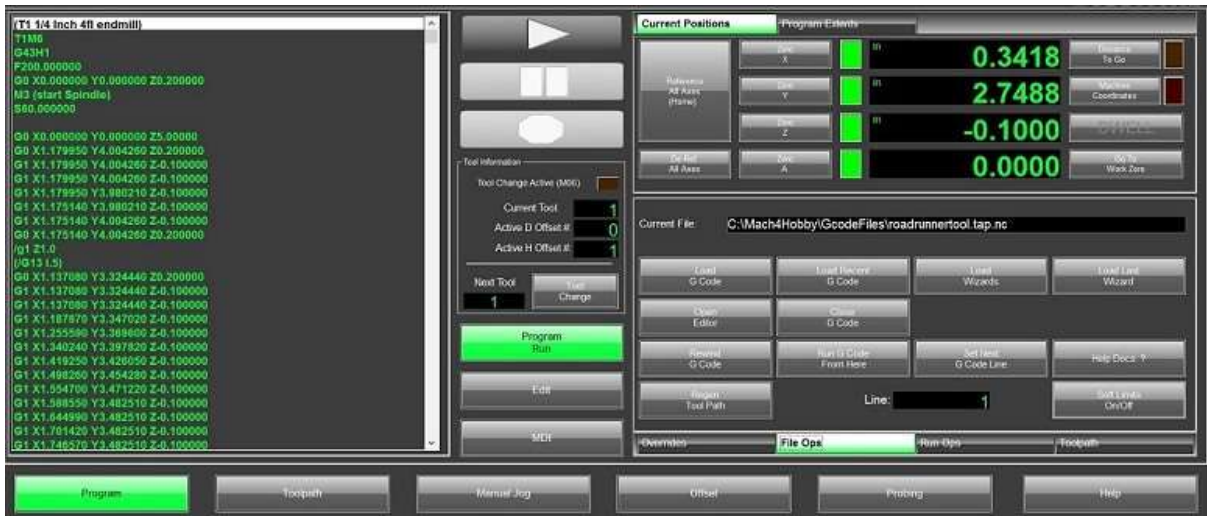 (T1 1/4 Inch 4fl endmill)
T1M6
G43H1
F200.000000
G0 X0.000000 Y0.000000 Z0.200000
M3 (start Spindle)
S60.000000
G0 X0.000000 Y0.000000 Z5.00000
G0 X1.179950 Y4.004260 Z0.200000
G1 X1.179950 Y4.004260 Z-0.100000
G1 X1.179950 Y4.004260 Z-0.100000
G1 X1.179950 Y3.980210 Z-0.100000
G1 X1.175140 Y3.980210 Z-0.100000
G1 X1.175140 Y4.004260 Z-0.100000
G0 X1.175140 Y4.004260 Z0.200000
/g1 Z1.0
(/G13 I.5)
G0 X1.137080 Y3.324440 Z0.200000
G1 X1.137080 Y3.324440 Z-0.100000
G1 X1.137080 Y3.324440 Z-0.100000
G1 X1.187870 Y3.347020 Z-0.100000
G1 X1.255590 Y3.369600 Z-0.100000
G1 X1.340240 Y3.397820 Z-0.100000
G1 X1.419250 Y3.426050 Z-0.100000
G1 X1.498260 Y3.454280 Z-0.100000
G1 X1.554700 Y3.471220 Z-0.100000
G1 X1.588550 Y3.482510 Z-0.100000
G1 X1.644990 Y3.482510 Z-0.100000
G1 X1.701420 Y3.482510 Z-0.100000
G1 X1.746570 Y3.482510 Z-0.100000
Tool Information
Tool Change Active (M06)
Current Tool 1
Active D Offset #: 0
Active H Offset #: 1
Next Tool
1
Tool
Change
Program
Run
Edit
MDI
Current Positions
Program Extents
Reference
All Axes
(Home)
Zero
X
in
0.3418
Distance
To Go
Zero
Y
in
2.7488
Machine
Coordinates
Zero
Z
in
-0.1000
De-Ref
All Axes
Zero
A
0.0000
Go To
Work Zero
Current File: C:\Mach4Hobby\GcodeFiles\roadrunnertool.tap.nc
Load
G Code
Load Recent
G Code
Load
Wizards
Load Last
Wizard
Open
Editor
Close
G Code
Rewind
G Code
Run G Code
From Here
Set Next
G Code Line
Help Docs ?
Regen
Tool Path
Line: 1
Soft Limits
On/Off
Overrides
File Ops
Run Ops
Toolpath
Program
Toolpath
Manual Jog
Offset
Probing
Help